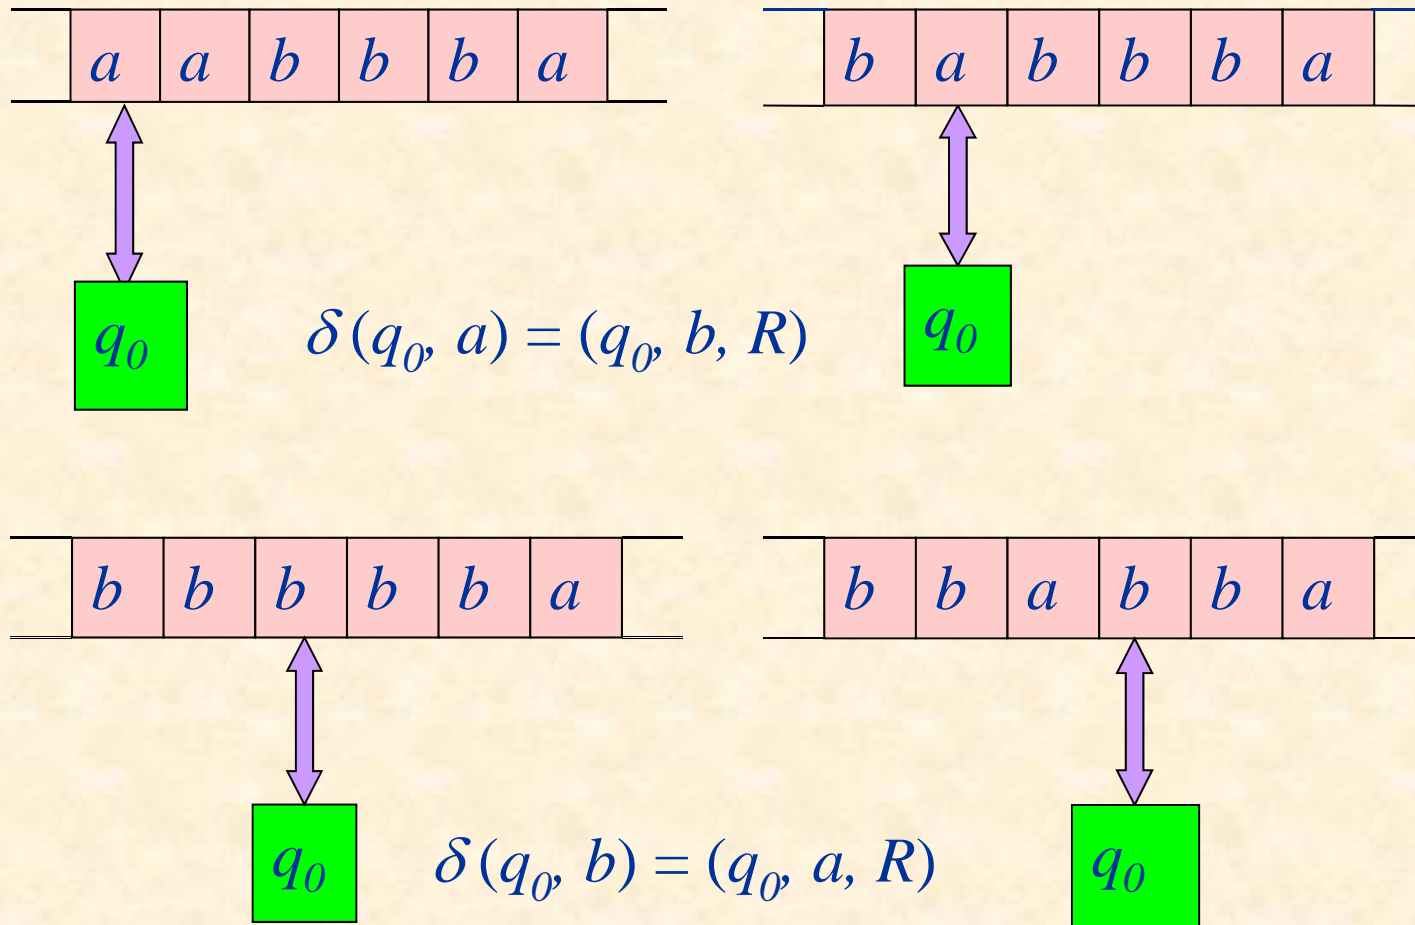 a a b b b a
b a b b b a
q₀
δ(q₀, a) = (q₀, b, R)
q₀
b b b b b a
b b a b b a
q₀
δ(q₀, b) = (q₀, a, R)
q₀